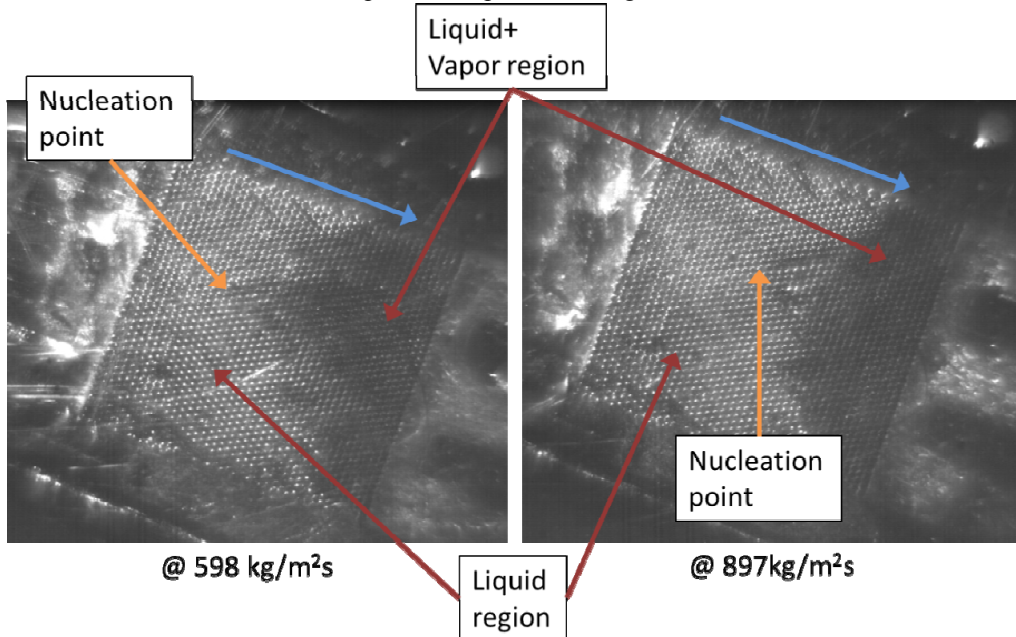 Liquid+
Vapor region
Nucleation
point
Nucleation
point
@ 598 kg/m²s
@ 897kg/m²s
Liquid
region